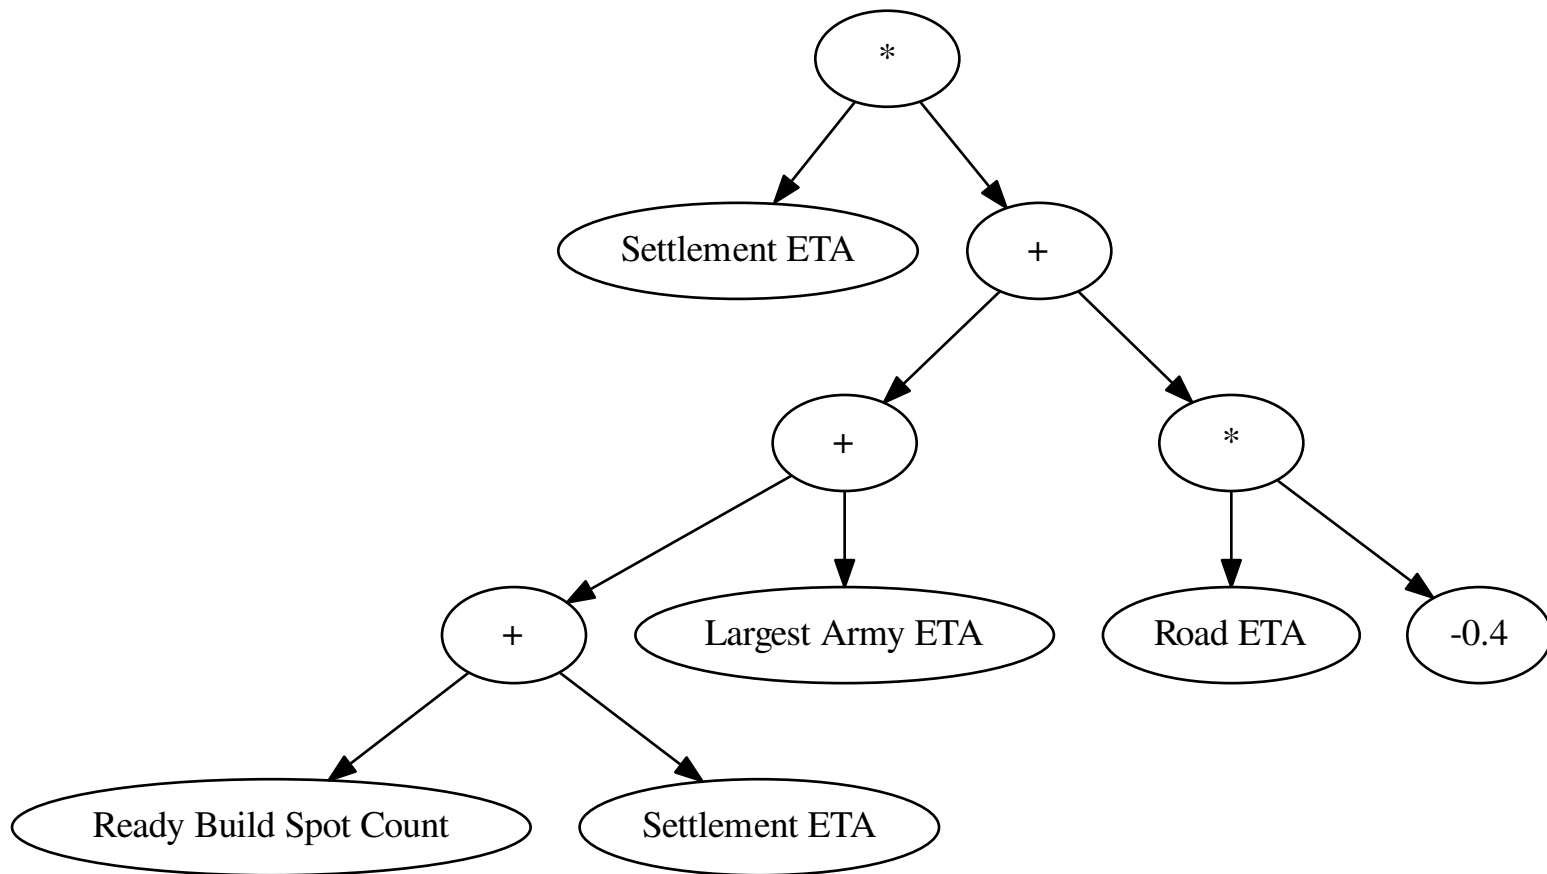 *
Settlement ETA
+
+
*
+
Largest Army ETA
Road ETA
-0.4
Ready Build Spot Count
Settlement ETA